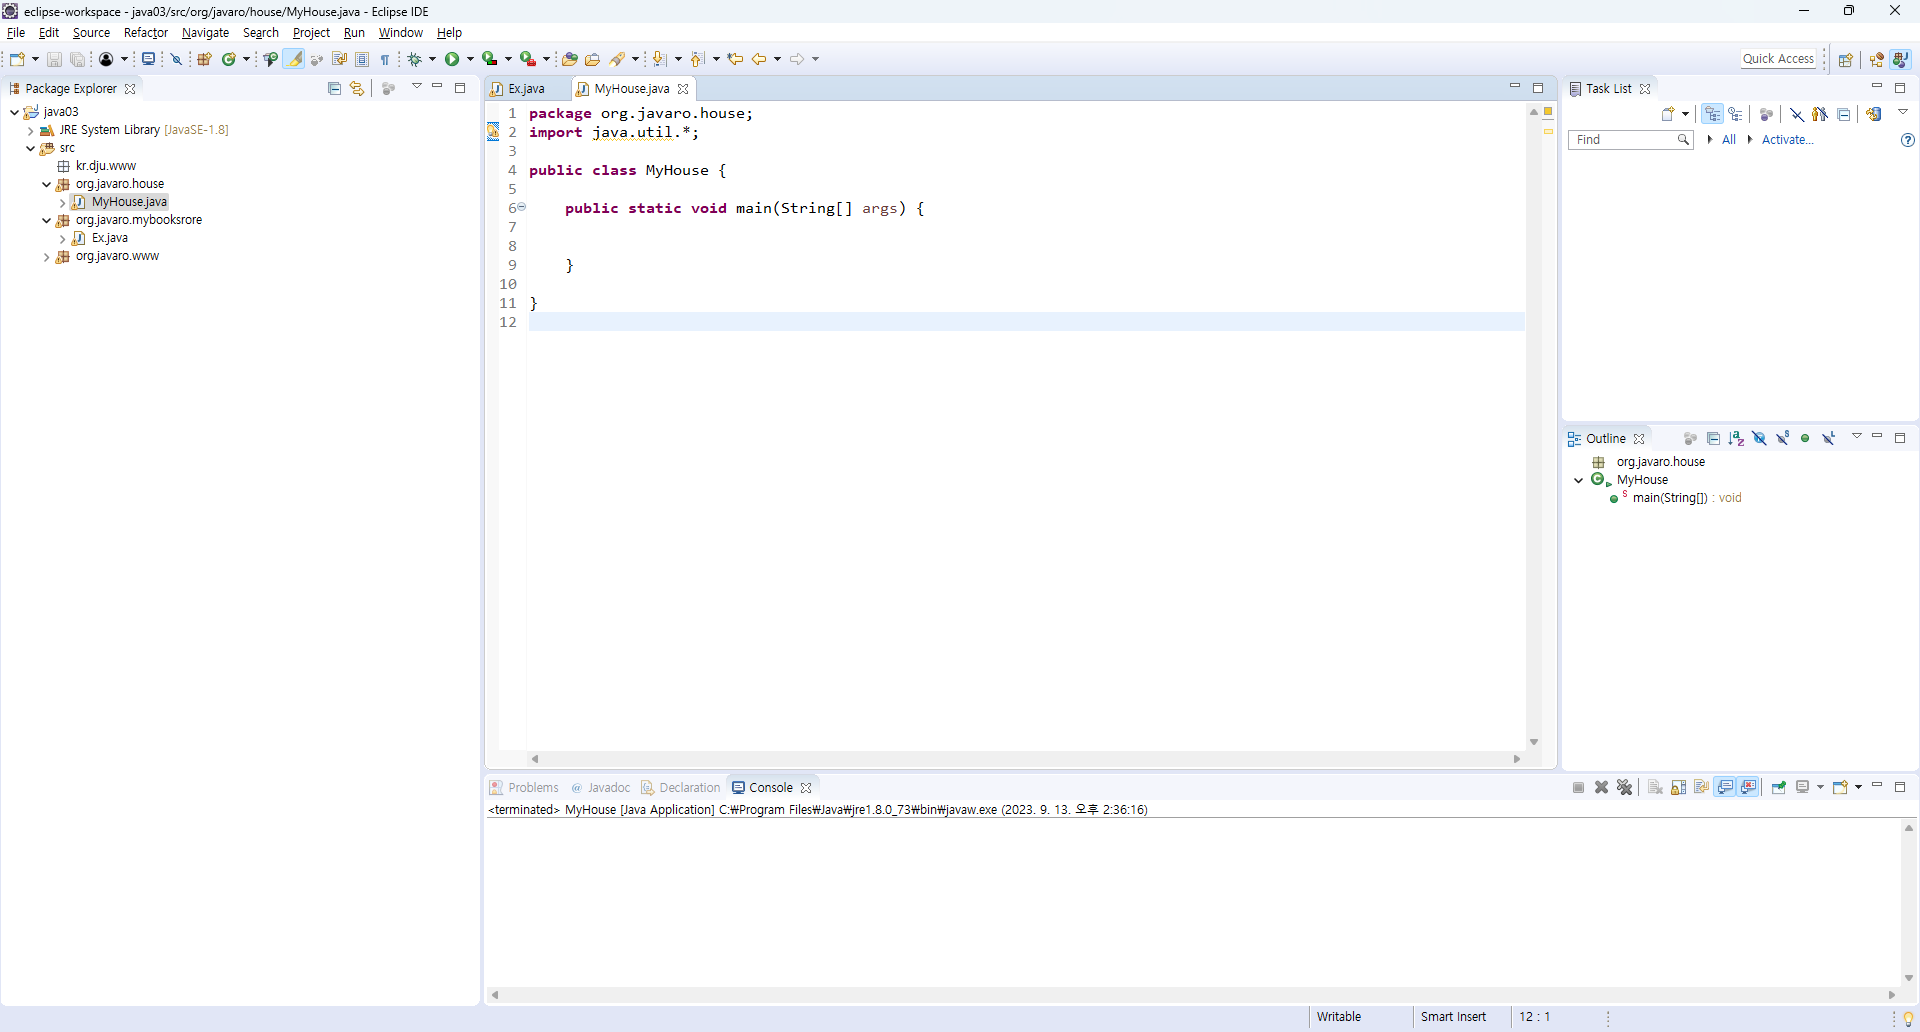 eclipse-workspace - java03/src/org/javaro/house/MyHouse.java - Eclipse IDE
File Edit Source Refactor Navigate Search Project Run Window Help
Quick Access
Package Explorer
java03
JRE System Library [JavaSE-1.8]
src
kr.dju.www
org.javaro.house
MyHouse.java
org.javaro.mybooksrore
Ex.java
org.javaro.www
Ex.java MyHouse.java
1 package org.javaro.house;
2 import java.util.*;
3
4 public class MyHouse {
5
6 public static void main(String[] args) {
7
8
9 }
10
11 }
12
Task List
Find All Activate...
Outline
org.javaro.house
MyHouse
main(String[]) : void
Problems @ Javadoc Declaration Console
<terminated> MyHouse [Java Application] C:₩Program Files₩Java₩jre1.8.0_73₩bin₩javaw.exe (2023. 9. 13. 오후 2:36:16)
Writable Smart Insert 12 : 1